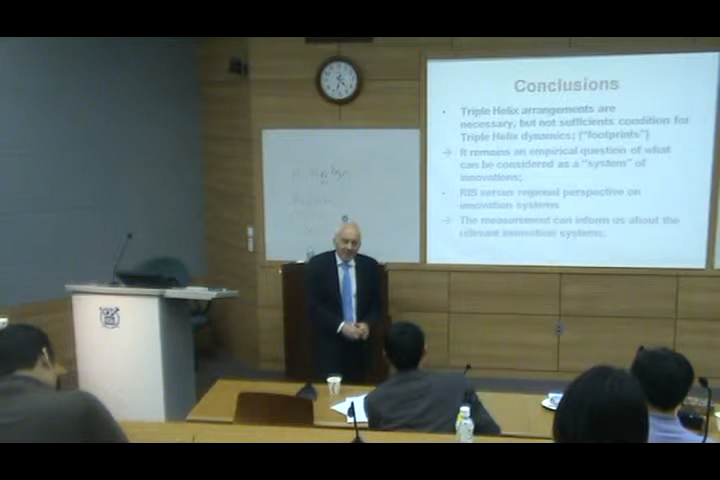 Conclusions
Triple Helix arrangements are
necessary, but not sufficient condition for
Triple Helix dynamics; ("footprints")
It remains an empirical question of what
can be considered as a "system" of
innovations;
RIS versus regional perspective on
innovation systems
The measurement can inform us about the
relevant innovation systems;